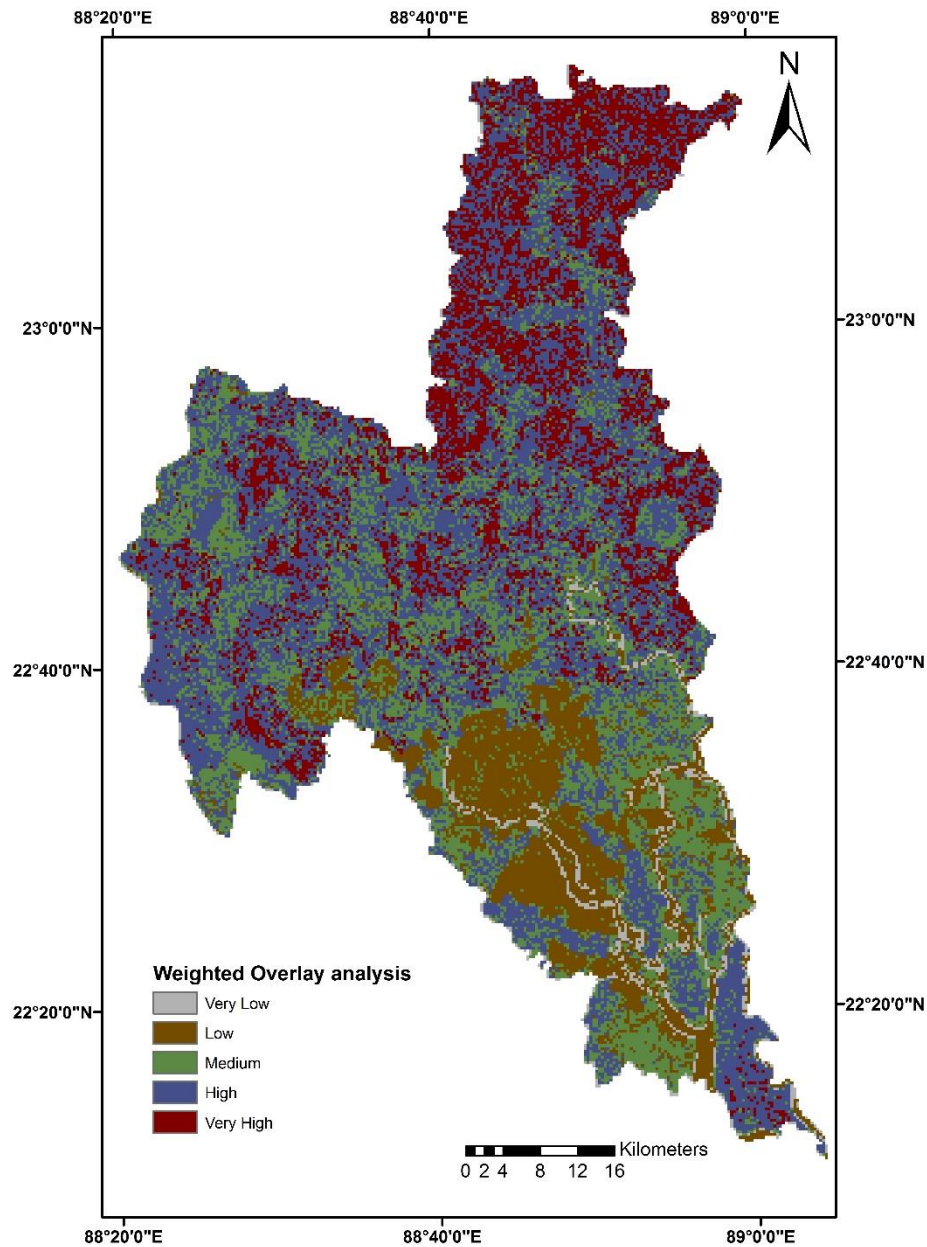 88°20'0"E 88°40'0"E 89°0'0"E
N
23°0'0"N 23°0'0"N
22°40'0"N 22°40'0"N
Weighted Overlay analysis
Very Low
22°20'0"N 22°20'0"N
Low
Medium
High
Very High
Kilometers
0 2 4 8 12 16
88°20'0"E 88°40'0"E 89°0'0"E